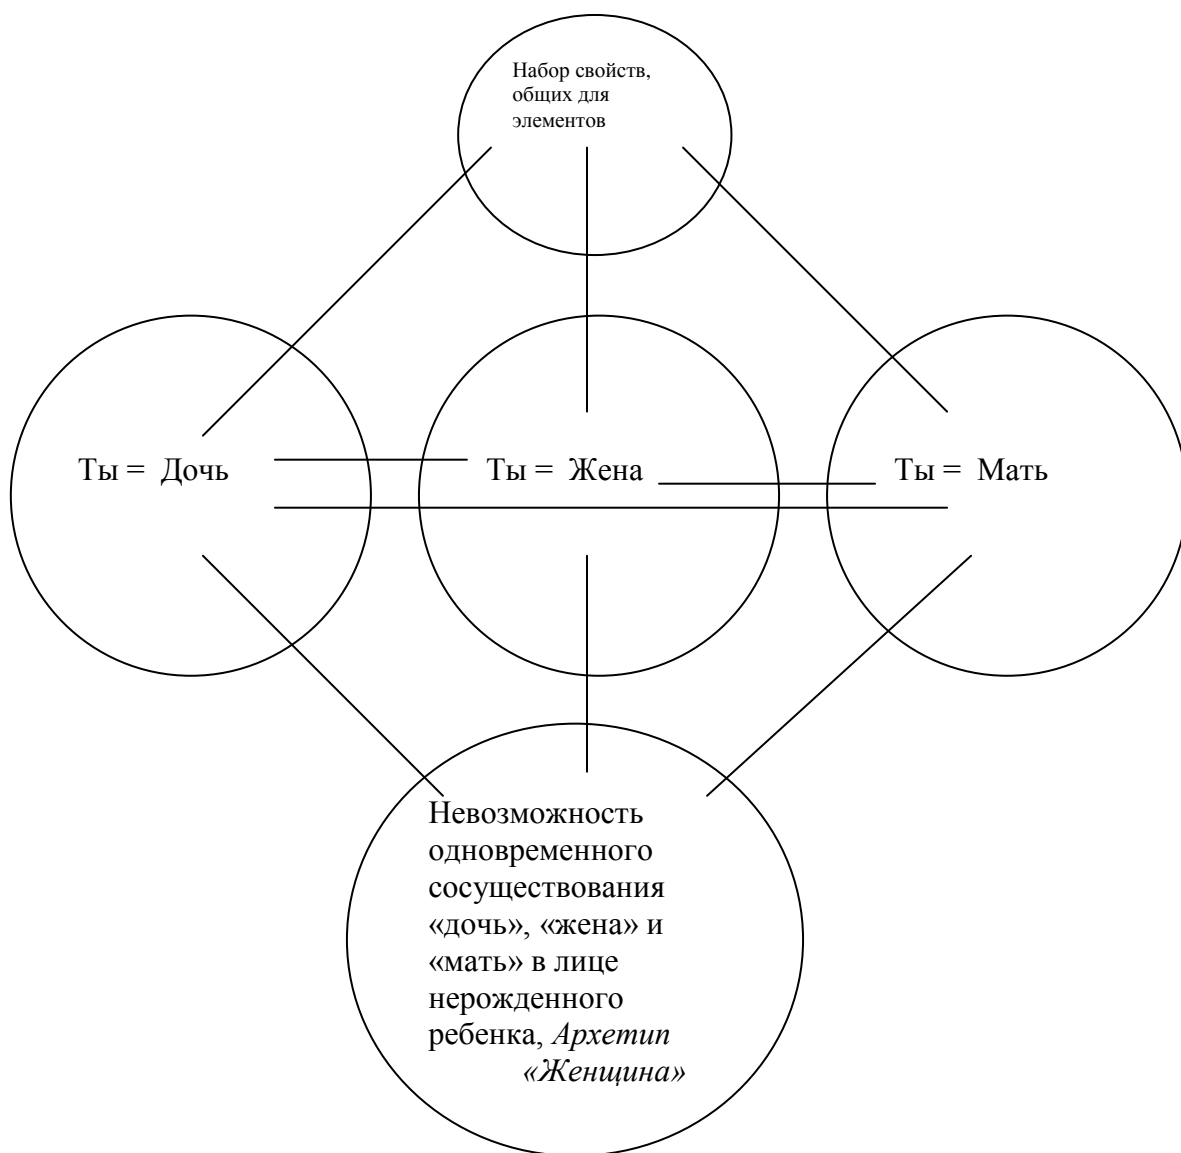 Набор свойств,
общих для
элементов
Ты = Дочь
Ты = Жена
Ты = Мать
Невозможность
одновременного
сосуществования
«дочь», «жена» и
«мать» в лице
нерожденного
ребенка, Архетип
«Женщина»